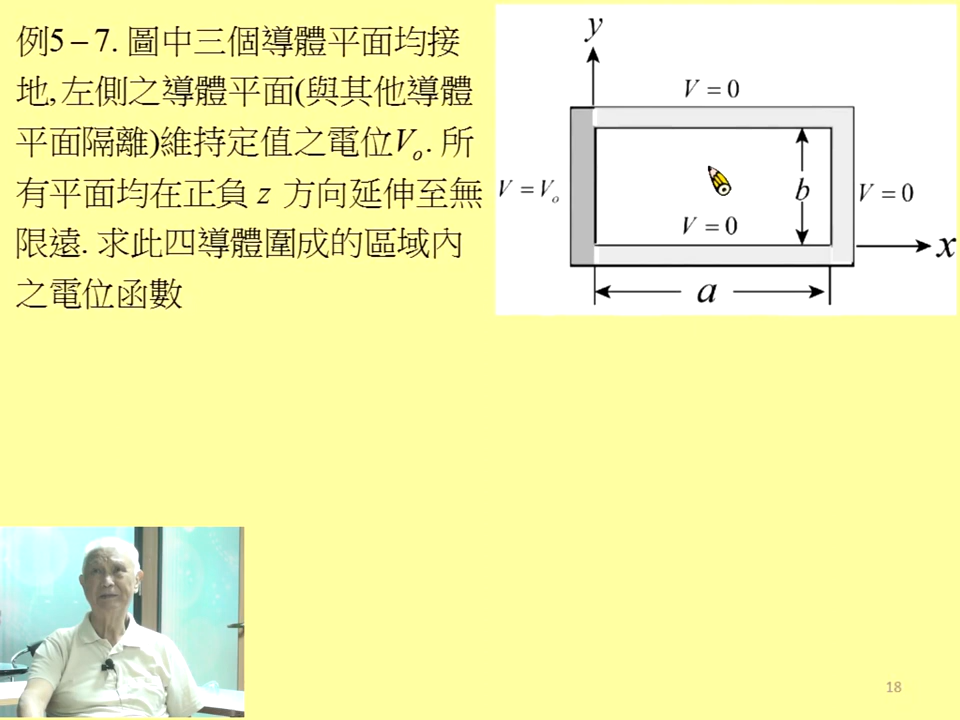 例5－7. 圖中三個導體平面均接
地, 左側之導體平面(與其他導體
平面隔離)維持定值之電位Vo. 所
有平面均在正負 z 方向延伸至無
限遠. 求此四導體圍成的區域內
之電位函數
y
V = 0
V = Vo
b
V = 0
V = 0
x
a
18